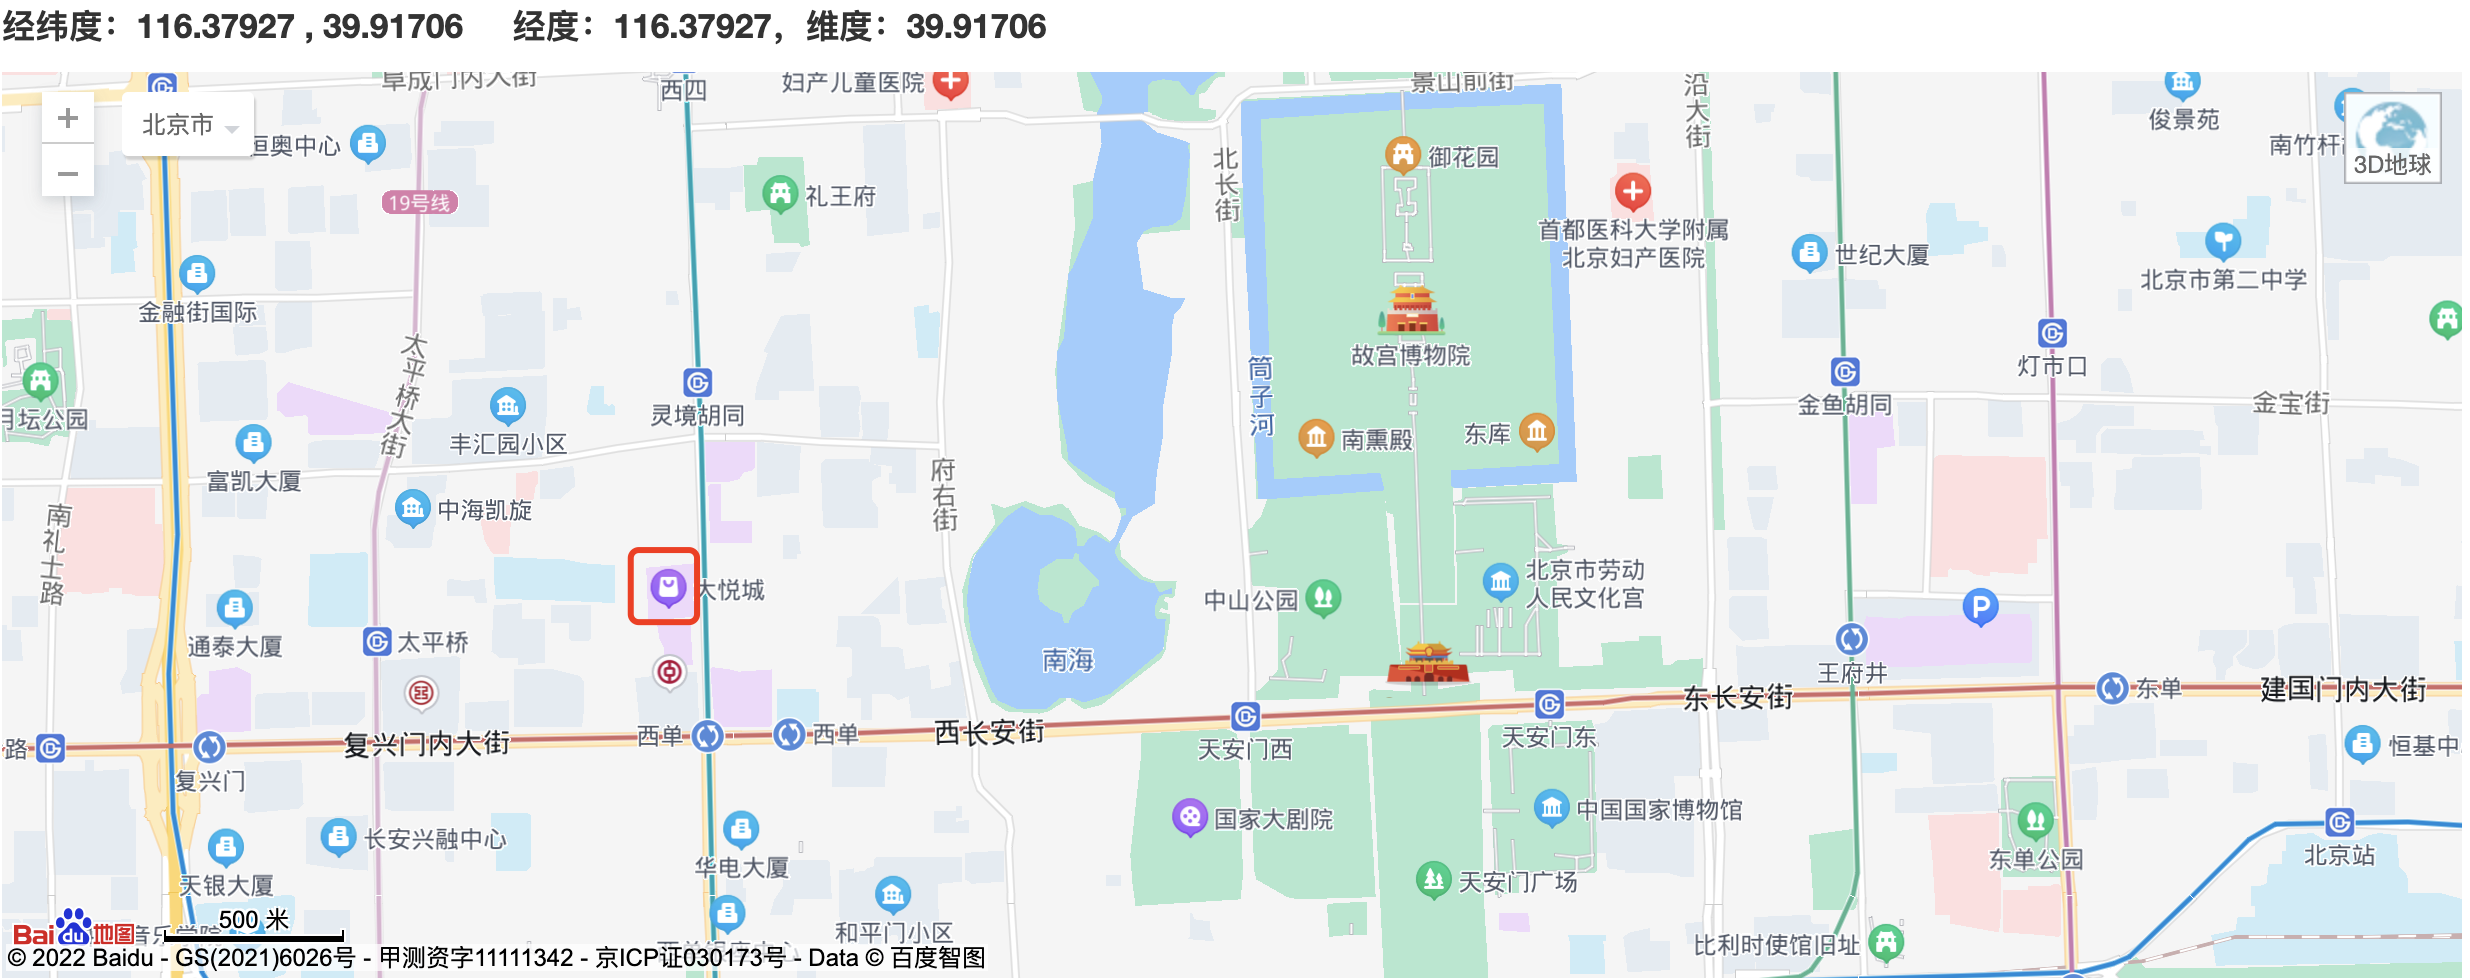 经纬度：116.37927 , 39.91706 经度：116.37927，维度：39.91706
阜成门内大街
西四
妇产儿童医院
景山前街
沿大街
俊景苑
北京市
恒奥中心
南竹杆
3D地球
19号线
礼王府
北长街
御花园
首都医科大学附属
北京妇产医院
世纪大厦
北京市第二中学
金融街国际
太平桥大街
故宫博物院
灯市口
筒子河
月坛公园
灵境胡同
丰汇园小区
金鱼胡同
金宝街
南熏殿
东库
富凯大厦
府右街
中海凯旋
南礼士路
大悦城
中山公园
北京市劳动
人民文化宫
P
通泰大厦
太平桥
南海
王府井
东单
建国门内大街
东长安街
路
复兴门内大街
西单
西单
西长安街
天安门西
天安门东
恒基中
复兴门
国家大剧院
中国国家博物馆
长安兴融中心
华电大厦
东单公园
北京站
天银大厦
天安门广场
和平门小区
比利时使馆旧址
Bai du 地图
音乐学院
500 米
© 2022 Baidu - GS(2021)6026号 - 甲测资字11111342 - 京ICP证030173号 - Data © 百度智图